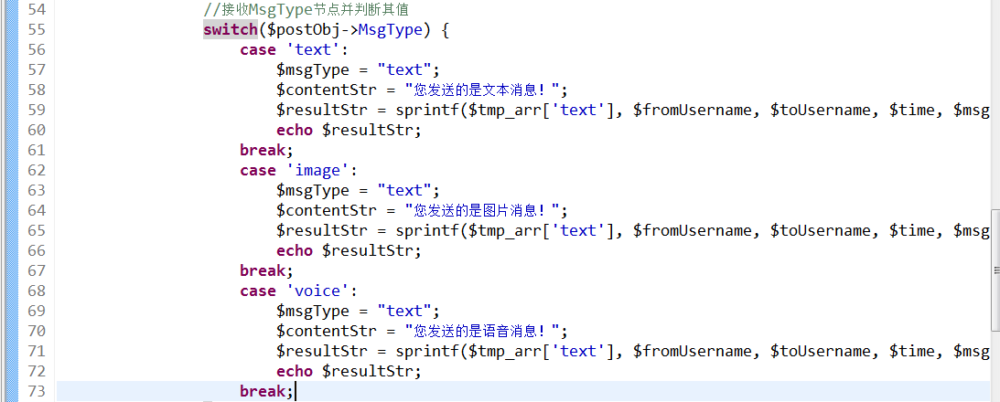 54 //接收MsgType节点并判断其值
55 switch($postObj->MsgType) {
56 case 'text':
57 $msgType = "text";
58 $contentStr = "您发送的是文本消息！";
59 $resultStr = sprintf($tmp_arr['text'], $fromUsername, $toUsername, $time, $msg
60 echo $resultStr;
61 break;
62 case 'image':
63 $msgType = "text";
64 $contentStr = "您发送的是图片消息！";
65 $resultStr = sprintf($tmp_arr['text'], $fromUsername, $toUsername, $time, $msg
66 echo $resultStr;
67 break;
68 case 'voice':
69 $msgType = "text";
70 $contentStr = "您发送的是语音消息！";
71 $resultStr = sprintf($tmp_arr['text'], $fromUsername, $toUsername, $time, $msg
72 echo $resultStr;
73 break;